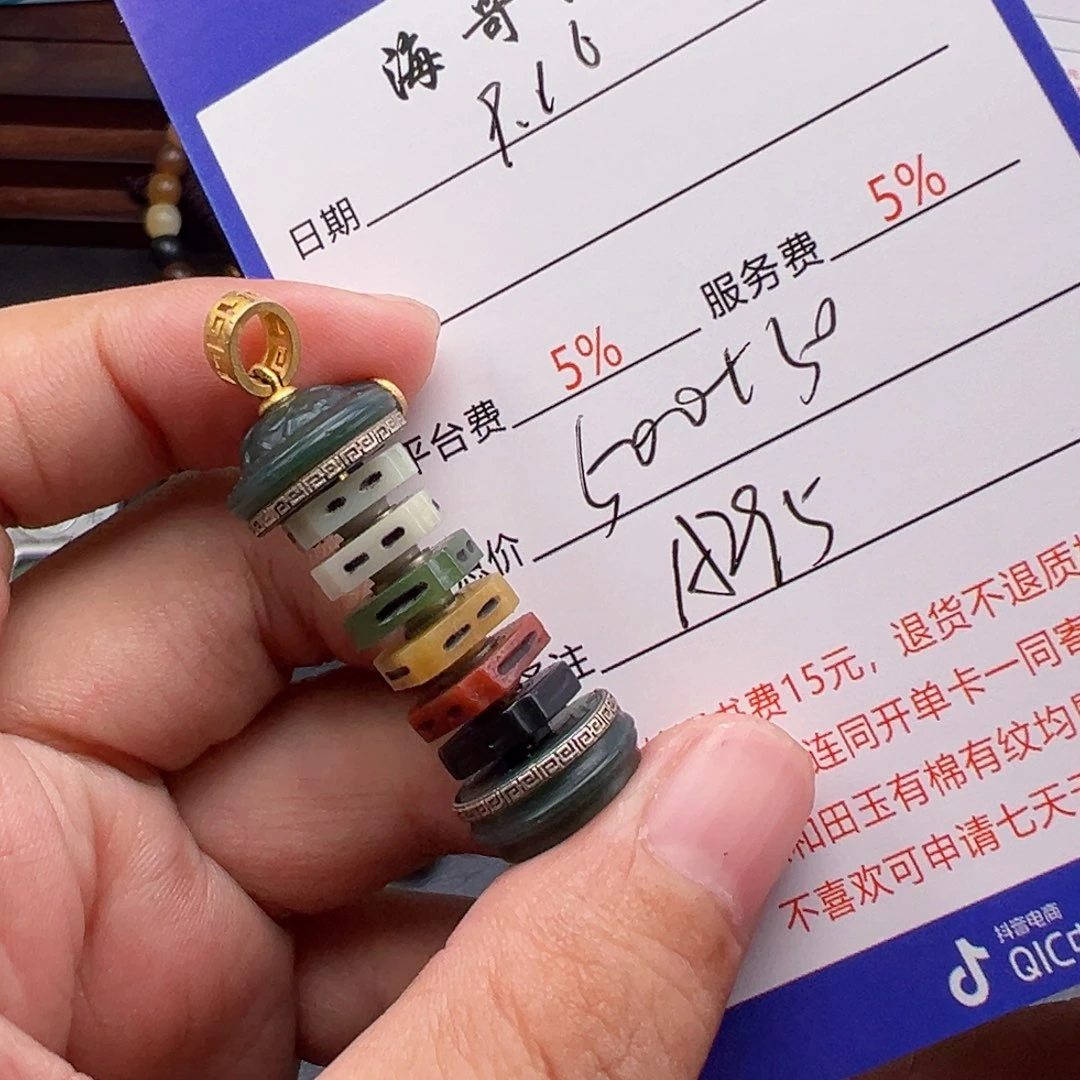 海哥
8.16
日期
平台费 5% 服务费 5%
价 500+50
注 A295
书费15元，退货不退质
连同开单卡一同寄
和田玉有棉有纹均
不喜欢可申请七天
抖音电商
QIC